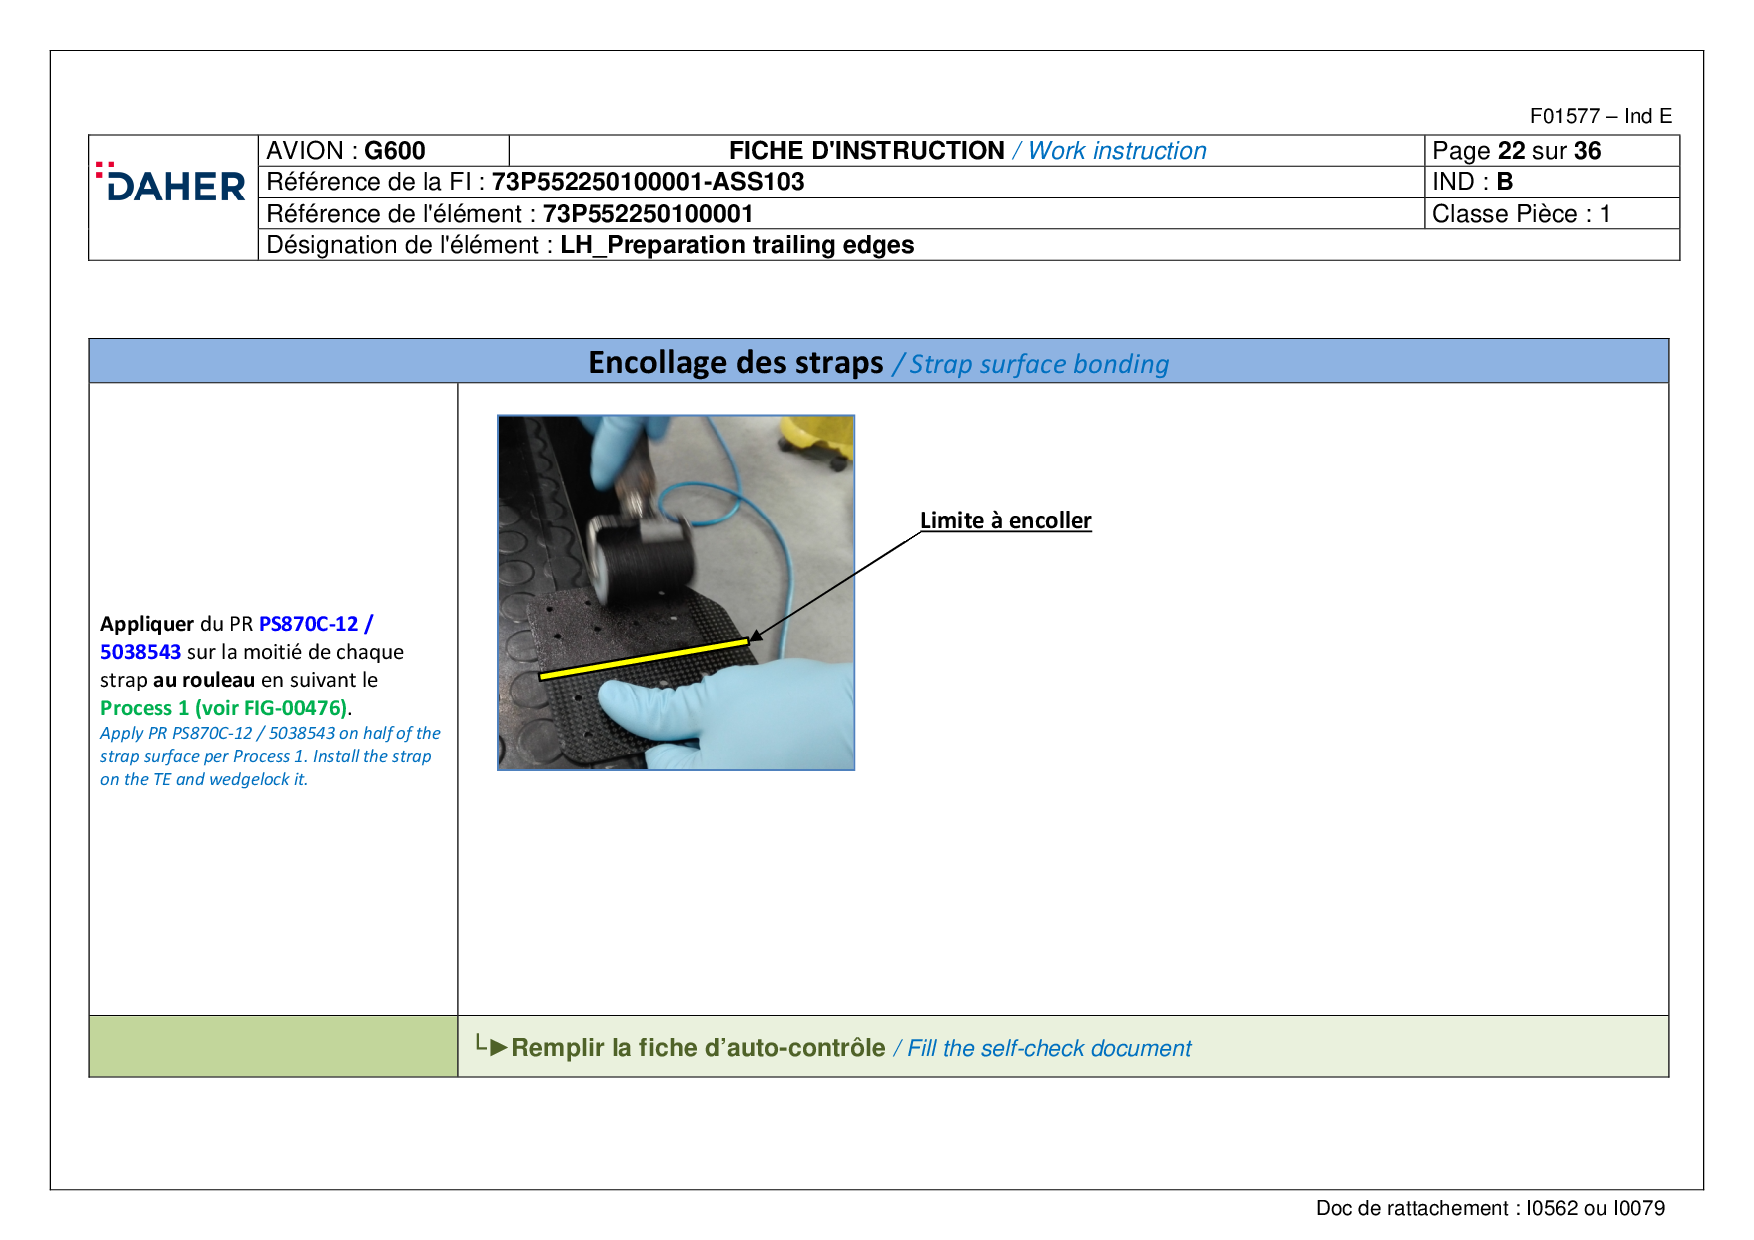 F01577 – Ind E
DAHER
AVION : G600
FICHE D'INSTRUCTION / Work instruction
Page 22 sur 36
Référence de la FI : 73P552250100001-ASS103
IND : B
Référence de l'élément : 73P552250100001
Classe Pièce : 1
Désignation de l'élément : LH_Preparation trailing edges
Encollage des straps / Strap surface bonding
Limite à encoller
Appliquer du PR PS870C-12 /
5038543 sur la moitié de chaque
strap au rouleau en suivant le
Process 1 (voir FIG-00476).
Apply PR PS870C-12 / 5038543 on half of the
strap surface per Process 1. Install the strap
on the TE and wedgelock it.
└►Remplir la fiche d’auto-contrôle / Fill the self-check document
Doc de rattachement : I0562 ou I0079